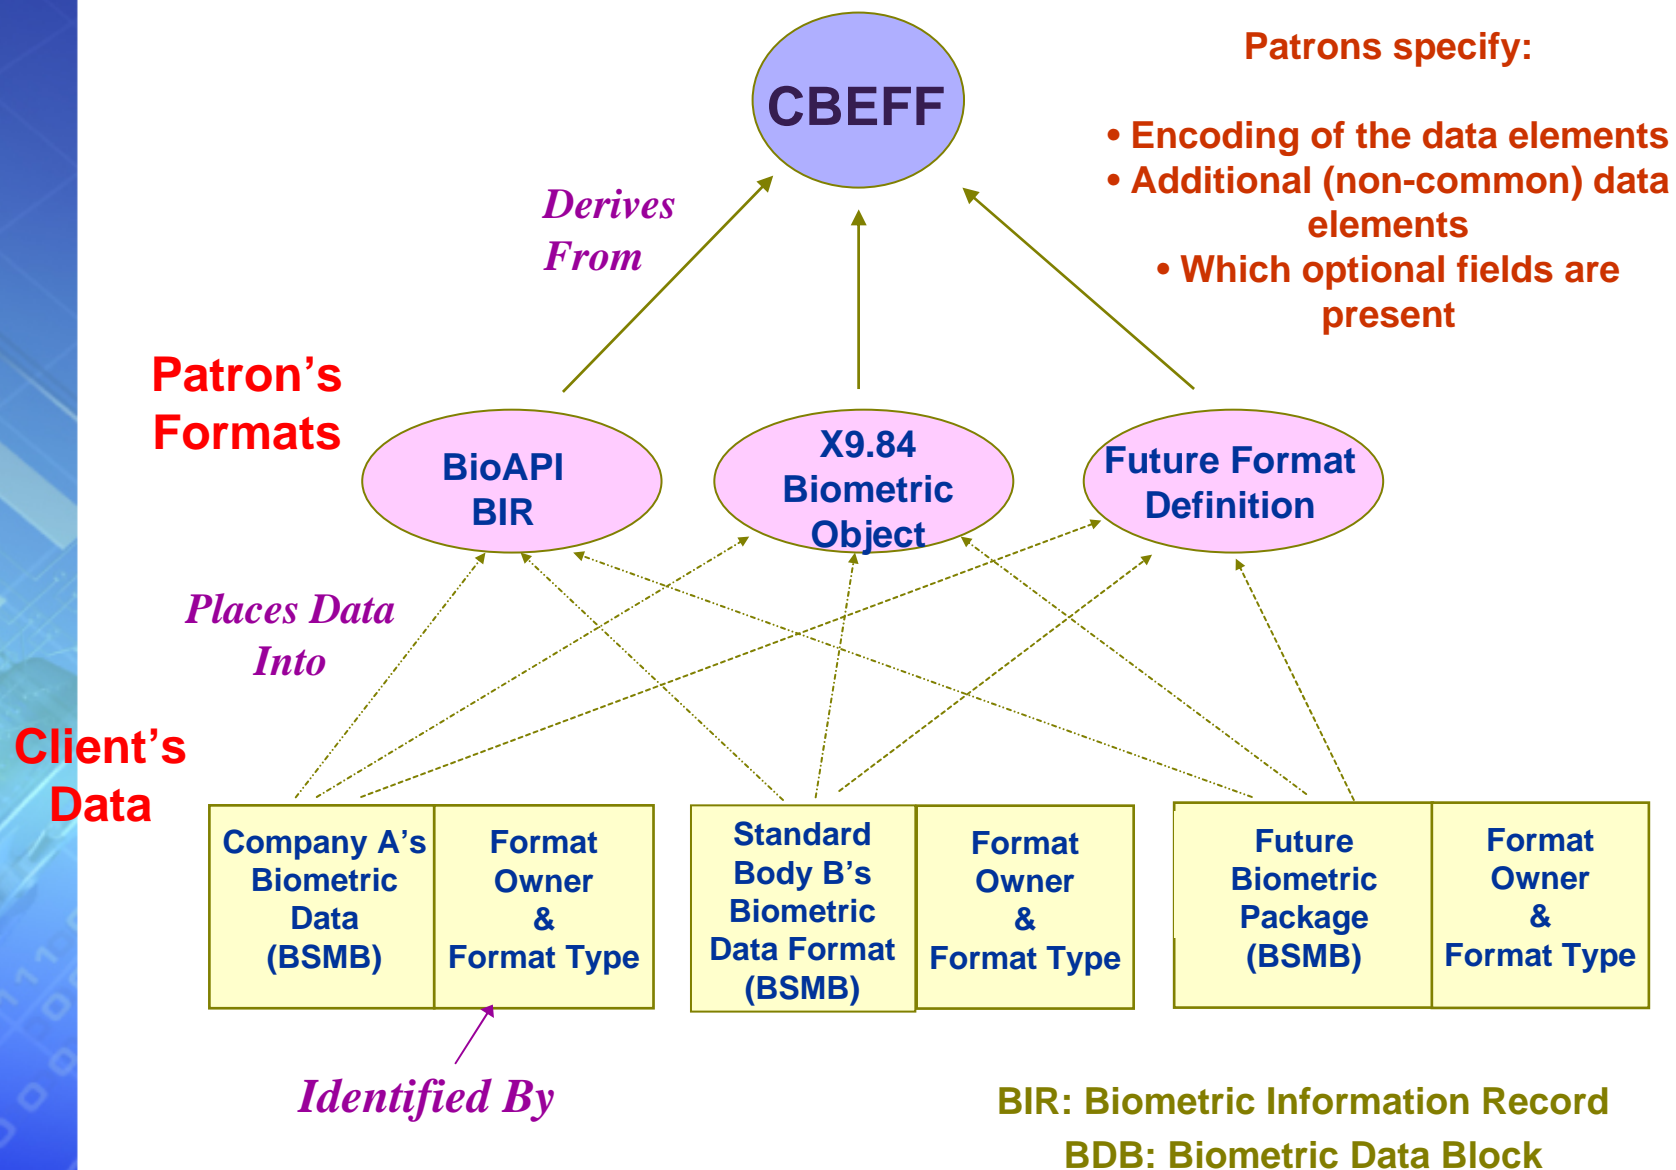 CBEFF
Patrons specify:
• Encoding of the data elements
• Additional (non-common) data
elements
• Which optional fields are
present
Derives
From
Patron's
Formats
BioAPI
BIR
X9.84
Biometric
Object
Future Format
Definition
Places Data
Into
Client's
Data
Company A's
Biometric
Data
(BSMB)
Format
Owner
&
Format Type
Standard
Body B's
Biometric
Data Format
(BSMB)
Format
Owner
&
Format Type
Future
Biometric
Package
(BSMB)
Format
Owner
&
Format Type
Identified By
BIR: Biometric Information Record
BDB: Biometric Data Block